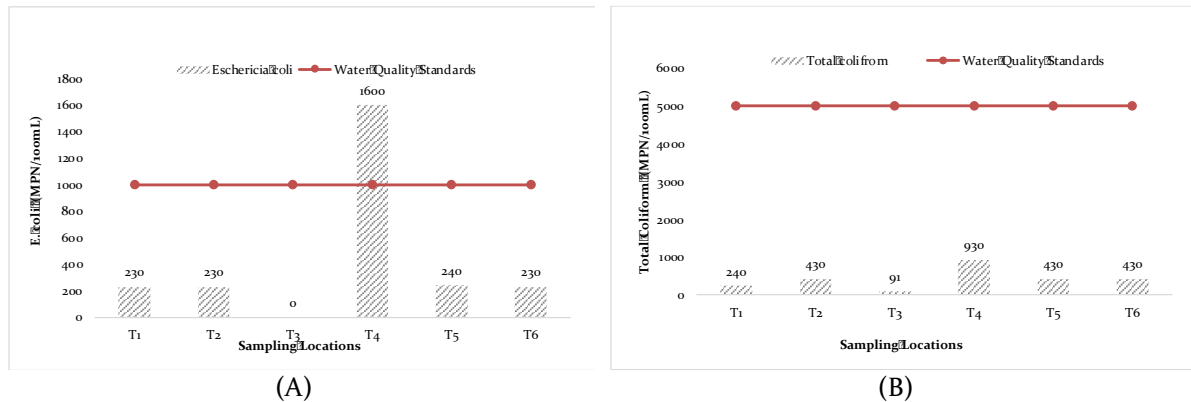 Eschericia coli Water Quality Standards
E. coli (MPN/100mL)
1800
1600
1400
1200
1000
800
600
400
200
0
230
230
0
1600
240
230
T1 T2 T3 T4 T5 T6
Sampling Locations
(A)
Total colifrom Water Quality Standards
Total Coliform (MPN/100mL)
6000
5000
4000
3000
2000
1000
0
240
430
91
930
430
430
T1 T2 T3 T4 T5 T6
Sampling Locations
(B)